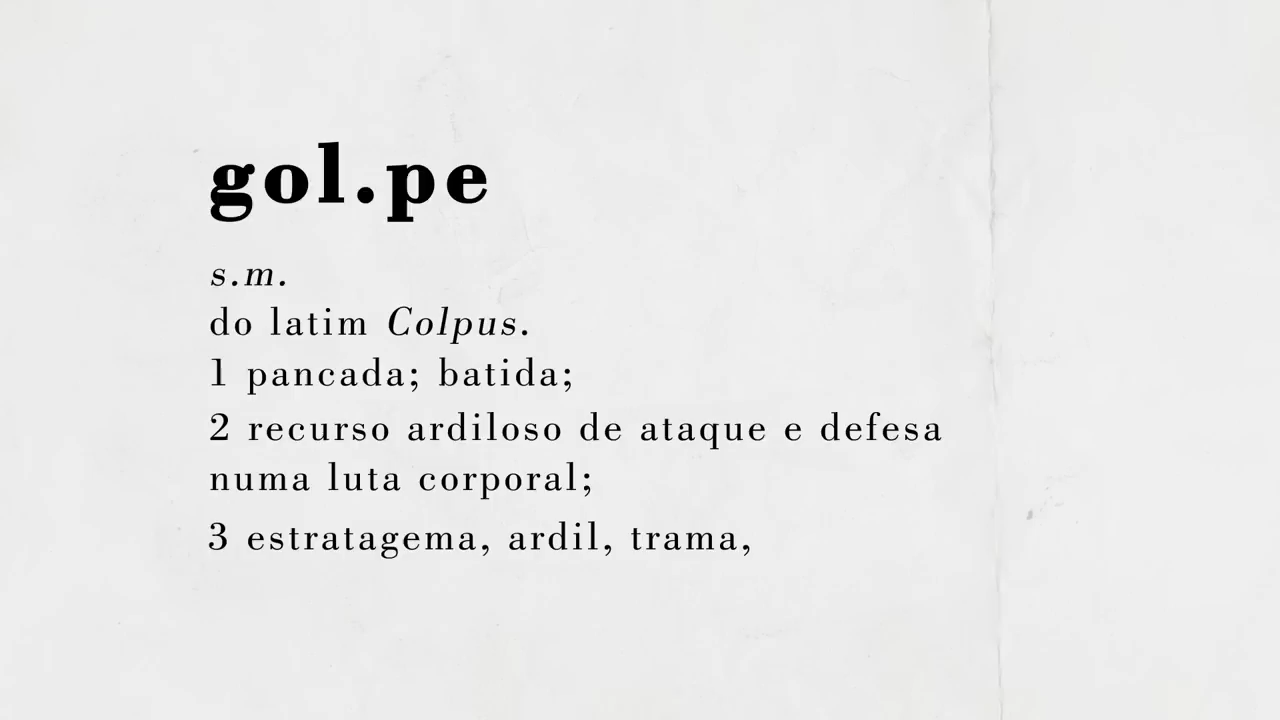 gol.pe
s.m.
do latim Colpus.
1 pancada; batida;
2 recurso ardiloso de ataque e defesa
numa luta corporal;
3 estratagema, ardil, trama,